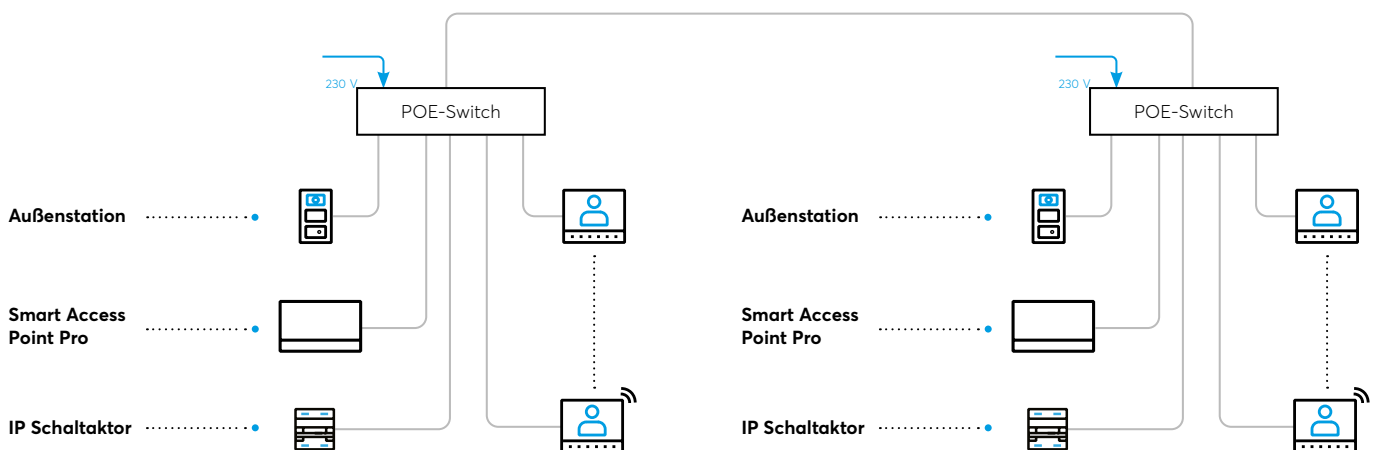 230 V
POE-Switch
Außenstation
Smart Access
Point Pro
IP Schaltaktor
230 V
POE-Switch
Außenstation
Smart Access
Point Pro
IP Schaltaktor